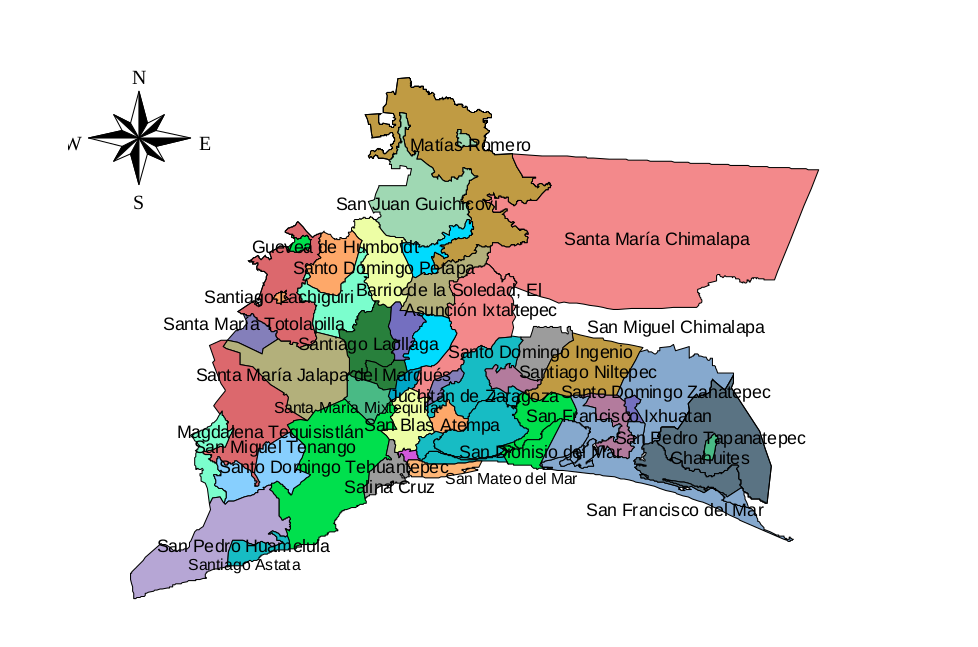 N
W
E
S
Matías Romero
San Juan Guichicovi
Santa María Chimalapa
Guevea de Humboldt
Santo Domingo Petapa
Barrio de la Soledad, El
Santiago Lachiguiri
Asunción Ixtaltepec
Santa María Totolapilla
San Miguel Chimalapa
Santiago Laollaga
Santo Domingo Ingenio
Santiago Niltepec
Santa María Jalapa del Marqués
Santo Domingo Zanatepec
Juchitán de Zaragoza
Santa María Mixtequilla
San Francisco Ixhuatan
San Blas Atempa
Magdalena Tequisistlán
San Pedro Tapanatepec
San Miguel Tenango
San Dionisio del Mar
Chahuites
Santo Domingo Tehuantepec
San Mateo del Mar
Salina Cruz
San Francisco del Mar
San Pedro Huamelula
Santiago Astata